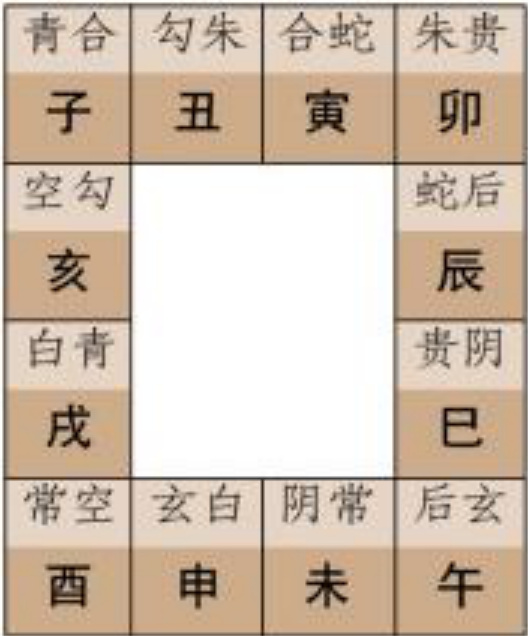 青合 勾朱 合蛇 朱贵
子 丑 寅 卯
空勾 蛇后
亥 辰
白青 贵阴
戌 巳
常空 玄白 阴常 后玄
酉 申 未 午